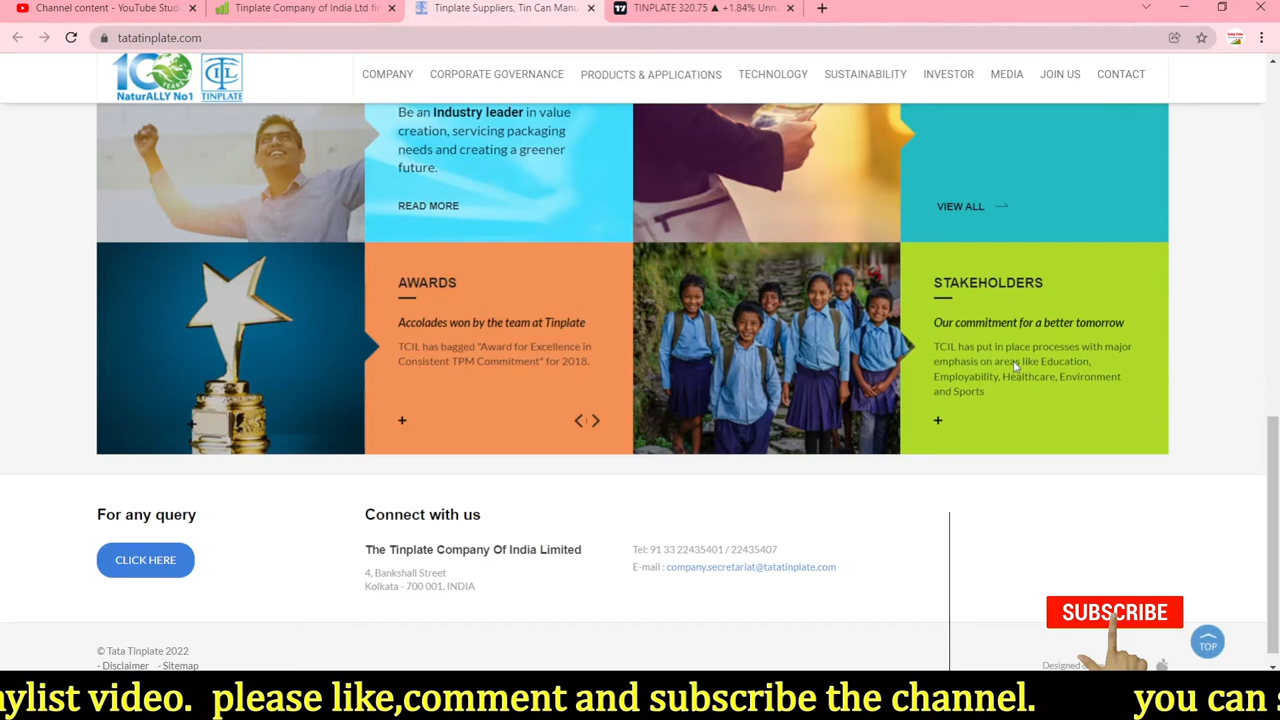 Channel content - YouTube Studi
Tinplate Company of India Ltd fin
Tinplate Suppliers, Tin Can Manu
TINPLATE 320.75 ▲ +1.84% Unn
tatatinplate.com
100 YEARS
NaturALLY No1
TINPLATE
COMPANY
CORPORATE GOVERNANCE
PRODUCTS & APPLICATIONS
TECHNOLOGY
SUSTAINABILITY
INVESTOR
MEDIA
JOIN US
CONTACT
Be an Industry leader in value
creation, servicing packaging
needs and creating a greener
future.
READ MORE
VIEW ALL
AWARDS
Accolades won by the team at Tinplate
TCIL has bagged "Award for Excellence in
Consistent TPM Commitment" for 2018.
STAKEHOLDERS
Our commitment for a better tomorrow
TCIL has put in place processes with major
emphasis on areas like Education,
Employability, Healthcare, Environment
and Sports
For any query
CLICK HERE
Connect with us
The Tinplate Company Of India Limited
4, Bankshall Street
Kolkata - 700 001, INDIA
Tel: 91 33 22435401 / 22435407
E-mail : company.secretariat@tatatinplate.com
SUBSCRIBE
TOP
© Tata Tinplate 2022
- Disclaimer - Sitemap
Designed
aylist video. please like,comment and subscribe the channel. you can